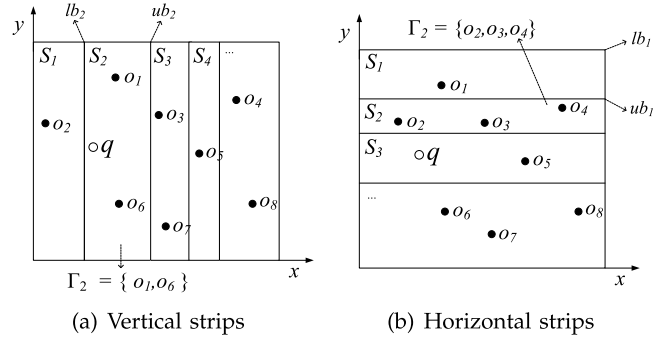 y
lb₂
ub₂
S₁
S₂
S₃
S₄
...
o₁
o₂
o₃
o₄
q
o₅
o₆
o₇
o₈
x
Γ₂ = { o₁,o₆ }
(a) Vertical strips
y
Γ₂ = {o₂,o₃,o₄}
lb₁
S₁
o₁
ub₁
S₂
o₂
o₃
o₄
S₃
q
o₅
...
o₆
o₇
o₈
x
(b) Horizontal strips